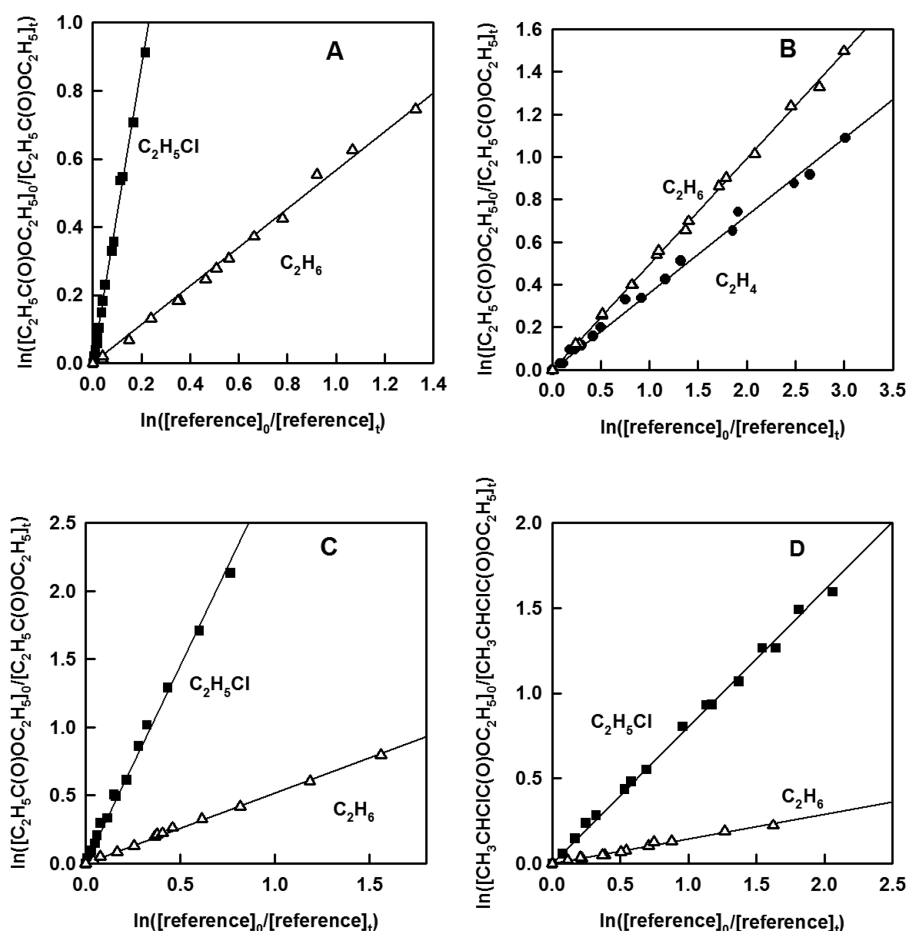 ln([C₂H₅C(O)OC₂H₅]₀/[C₂H₅C(O)OC₂H₅]ₜ)
1.0
0.8
0.6
0.4
0.2
0.0
A
C₂H₅Cl
C₂H₆
0.0 0.2 0.4 0.6 0.8 1.0 1.2 1.4
ln([reference]₀/[reference]ₜ)
ln([C₂H₅C(O)OC₂H₅]₀/[C₂H₅C(O)OC₂H₅]ₜ)
1.6
1.4
1.2
1.0
0.8
0.6
0.4
0.2
0.0
B
C₂H₆
C₂H₄
0.0 0.5 1.0 1.5 2.0 2.5 3.0 3.5
ln([reference]₀/[reference]ₜ)
ln([C₂H₅C(O)OC₂H₅]₀/[C₂H₅C(O)OC₂H₅]ₜ)
2.5
2.0
1.5
1.0
0.5
0.0
C
C₂H₅Cl
C₂H₆
0.0 0.5 1.0 1.5
ln([reference]₀/[reference]ₜ)
ln([CH₃CHClC(O)OC₂H₅]₀/[CH₃CHClC(O)OC₂H₅]ₜ)
2.0
1.5
1.0
0.5
0.0
D
C₂H₅Cl
C₂H₆
0.0 0.5 1.0 1.5 2.0 2.5
ln([reference]₀/[reference]ₜ)